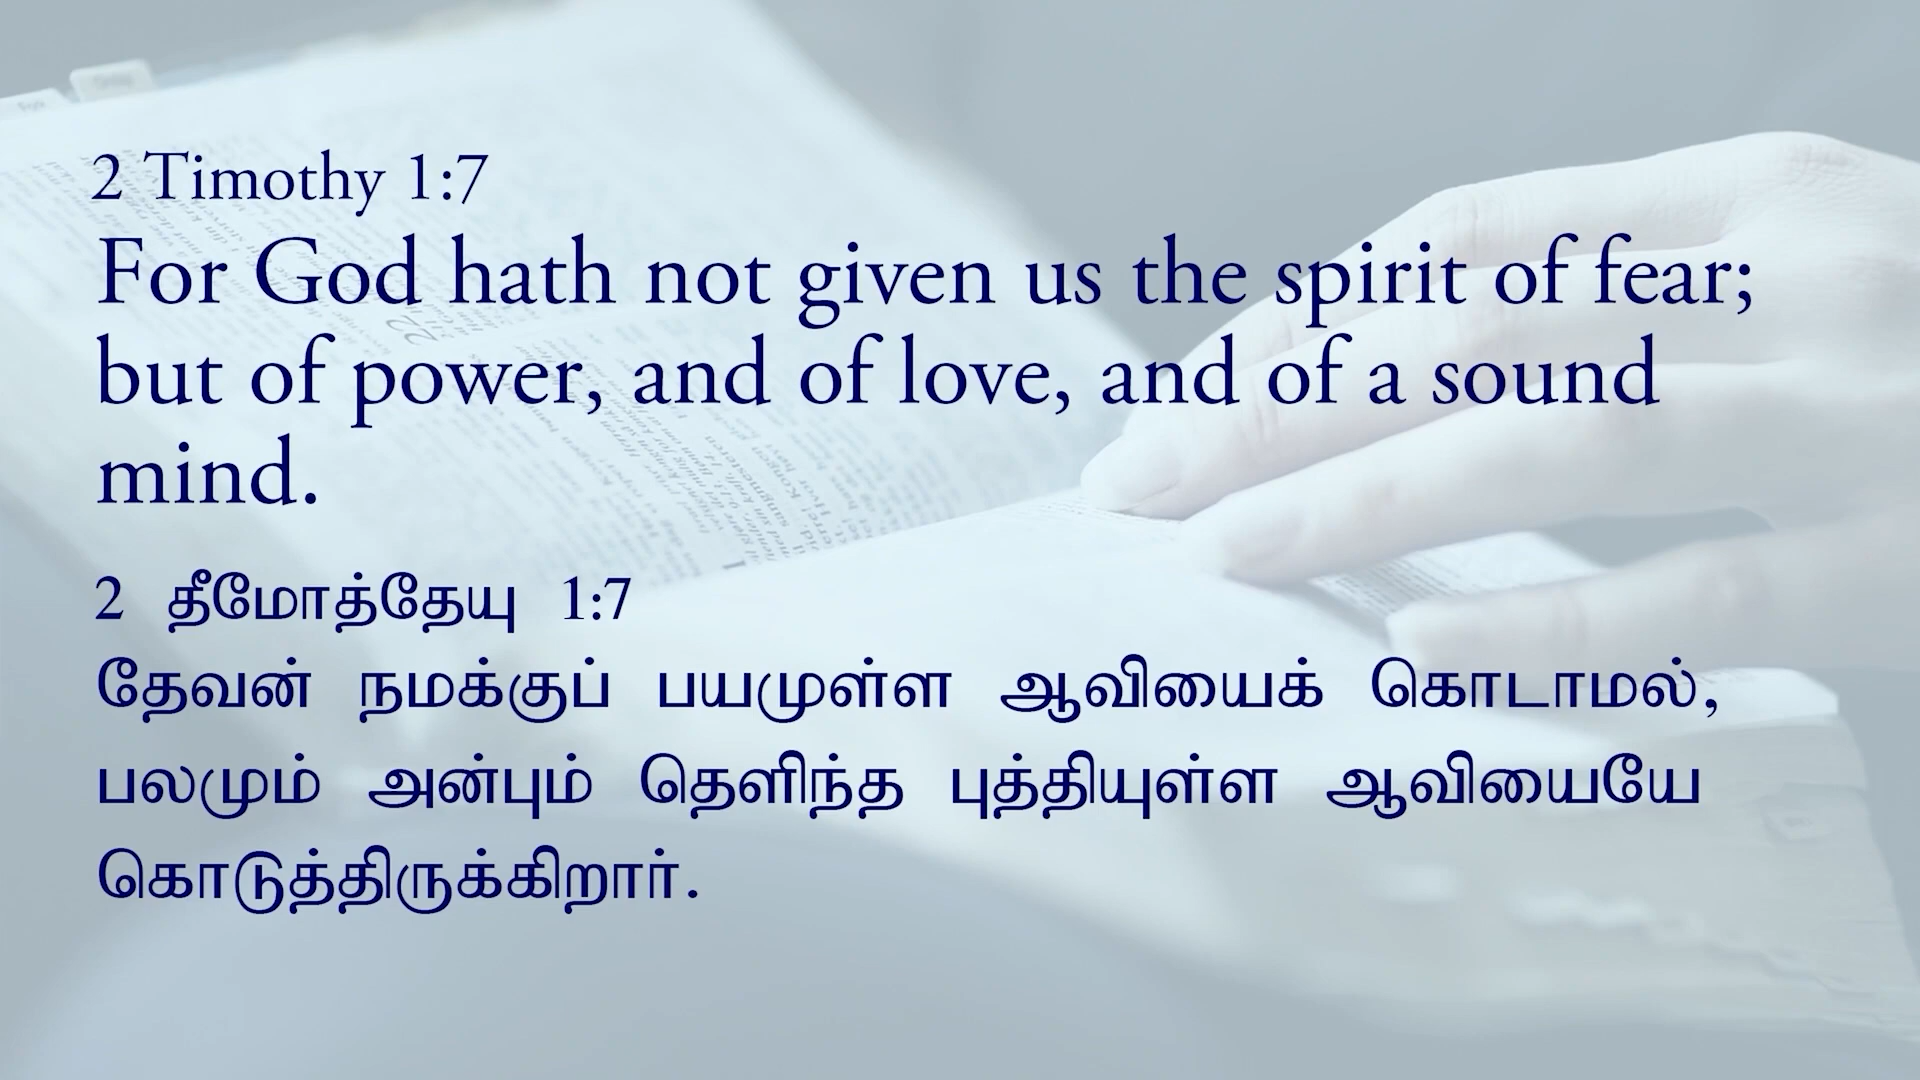 2 Timothy 1:7
For God hath not given us the spirit of fear;
but of power, and of love, and of a sound
mind.
2 தீமோத்தேயு 1:7
தேவன் நமக்குப் பயமுள்ள ஆவியைக் கொடாமல்,
பலமும் அன்பும் தெளிந்த புத்தியுள்ள ஆவியையே
கொடுத்திருக்கிறார்.